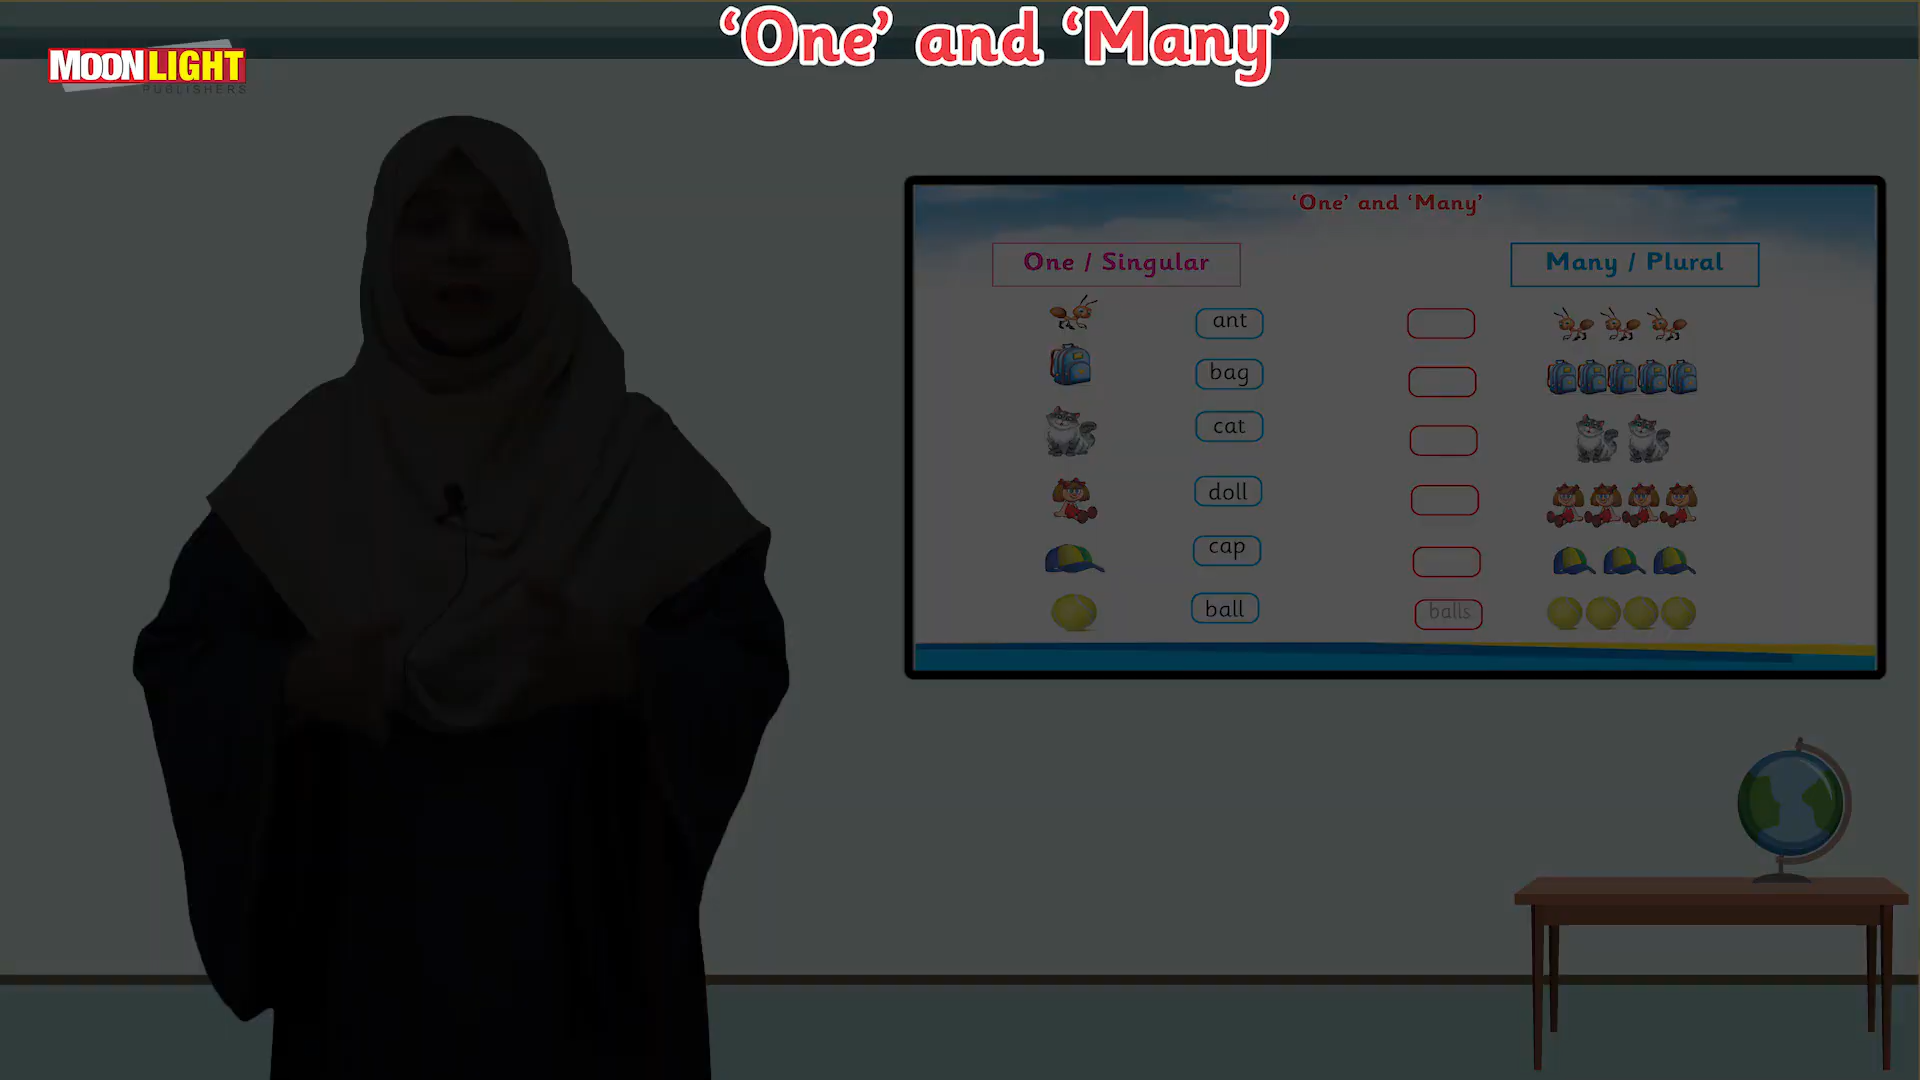 ‘One’ and ‘Many’
MOONLIGHT
PUBLISHERS
‘One’ and ‘Many’
One / Singular
Many / Plural
ant
bag
cat
doll
cap
ball
balls